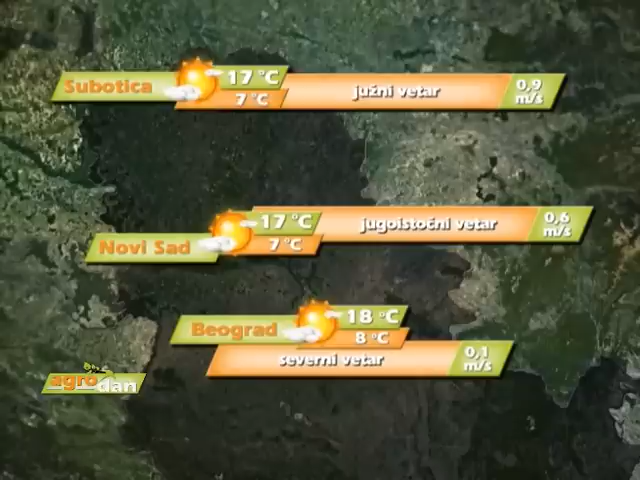 Subotica
17 °C
7 °C
južni vetar
0,9
m/s
Novi Sad
17 °C
7 °C
jugoistočni vetar
0,6
m/s
Beograd
18 °C
8 °C
severni vetar
0,1
m/s
agro
dan